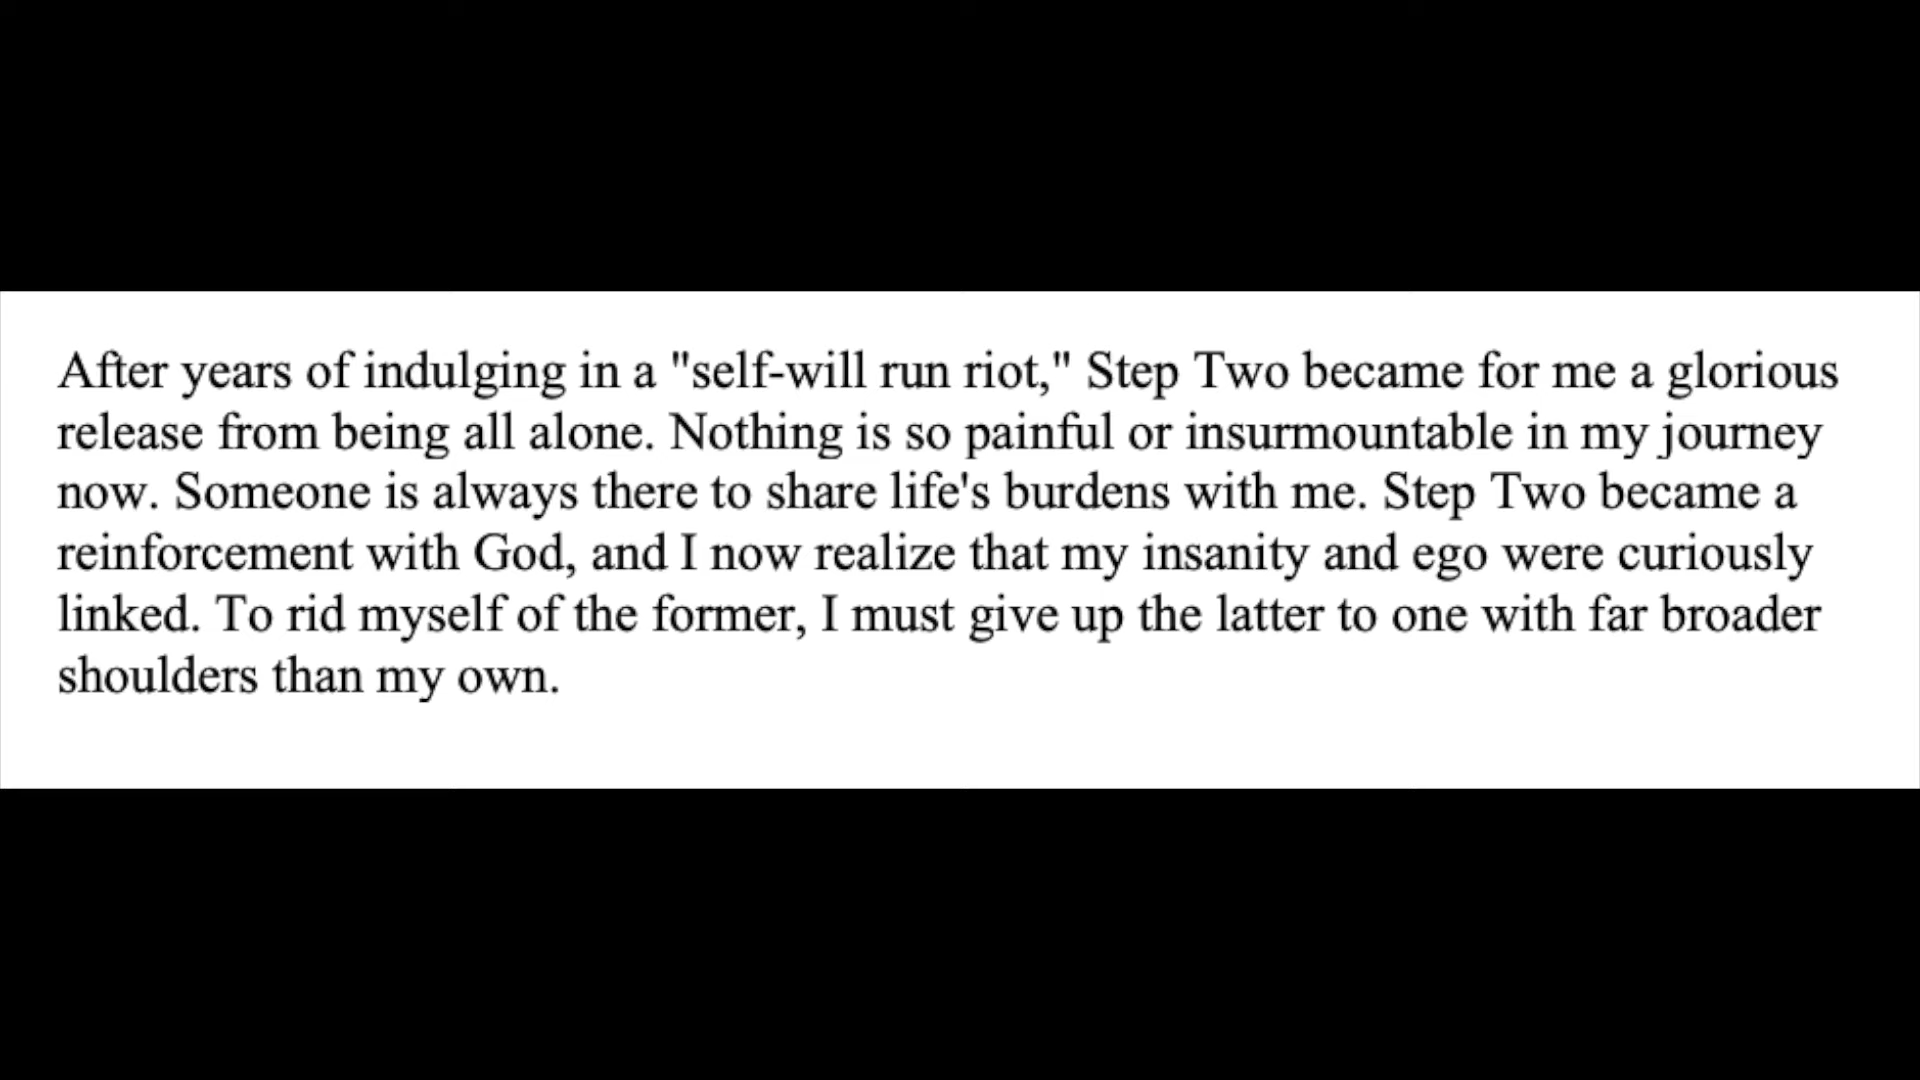 After years of indulging in a "self-will run riot," Step Two became for me a glorious
release from being all alone. Nothing is so painful or insurmountable in my journey
now. Someone is always there to share life's burdens with me. Step Two became a
reinforcement with God, and I now realize that my insanity and ego were curiously
linked. To rid myself of the former, I must give up the latter to one with far broader
shoulders than my own.